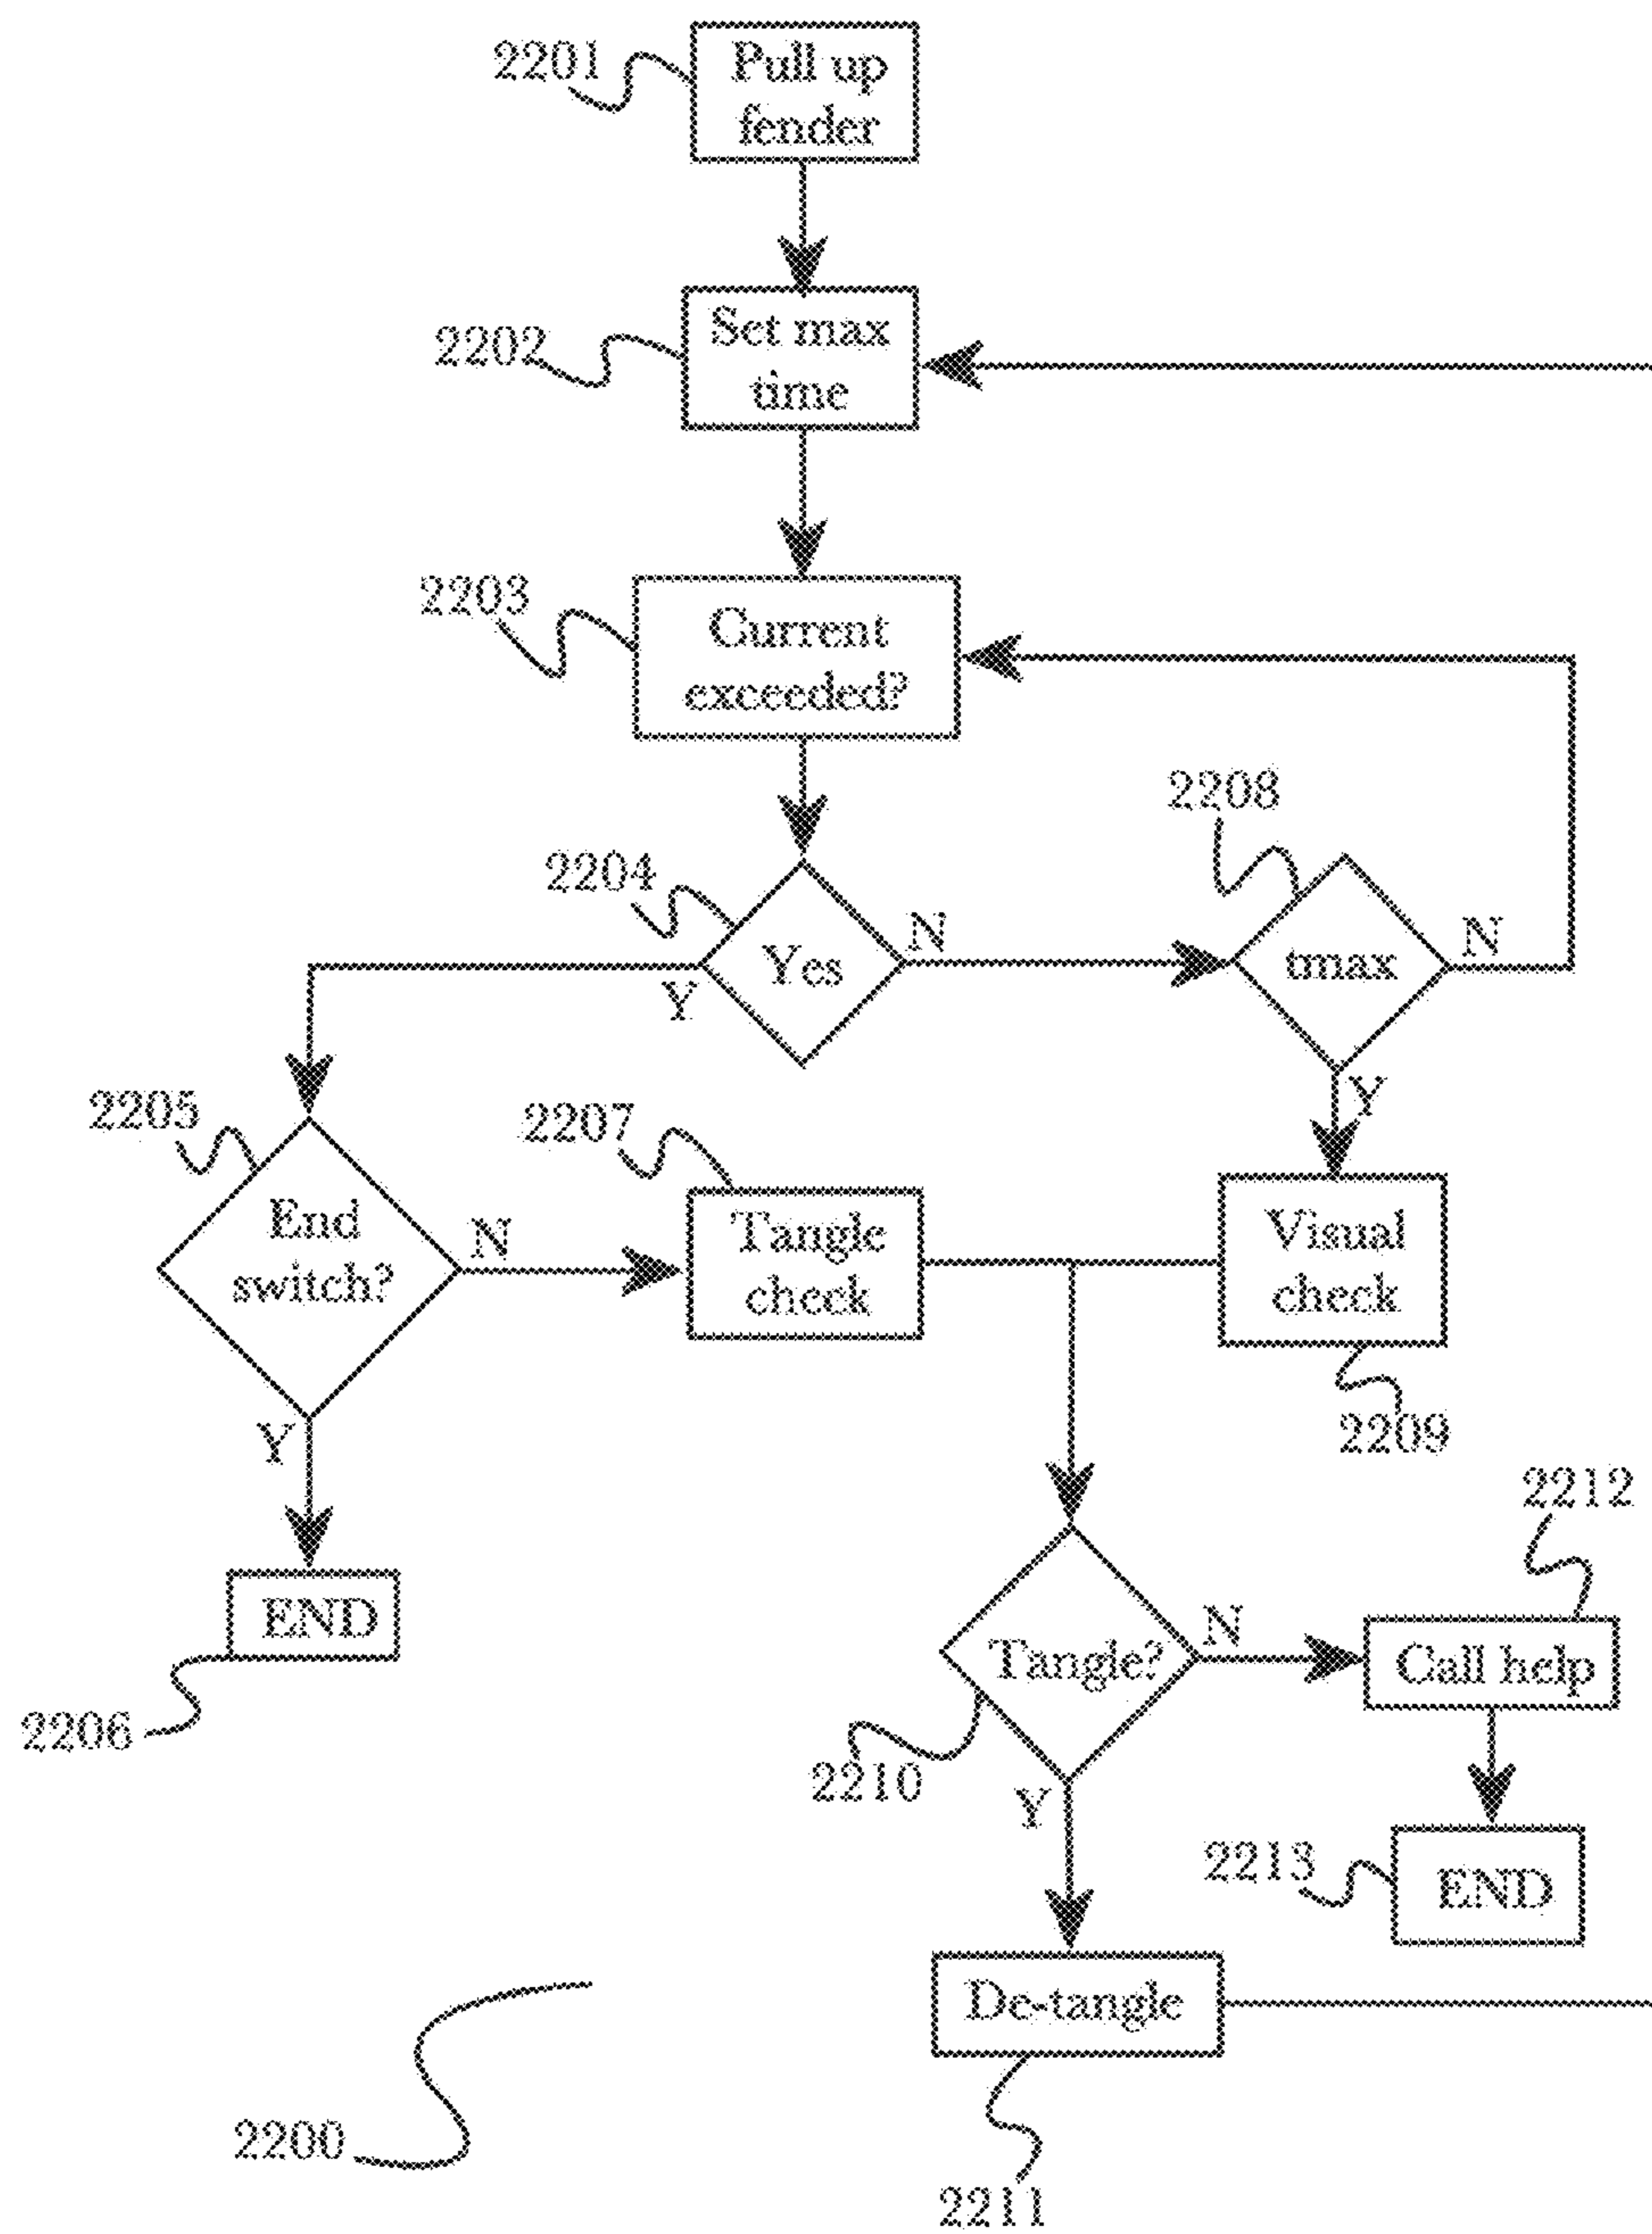 2201
Pull up
fender
2202
Set max
time
2203
Current
exceeded?
2204
Yes
Y
N
2208
tmax
N
Y
2205
End
switch?
N
Y
2207
Tangle
check
Visual
check
2209
END
2206
Tangle?
N
Y
2210
2212
Call help
2213
END
De-tangle
2211
2200